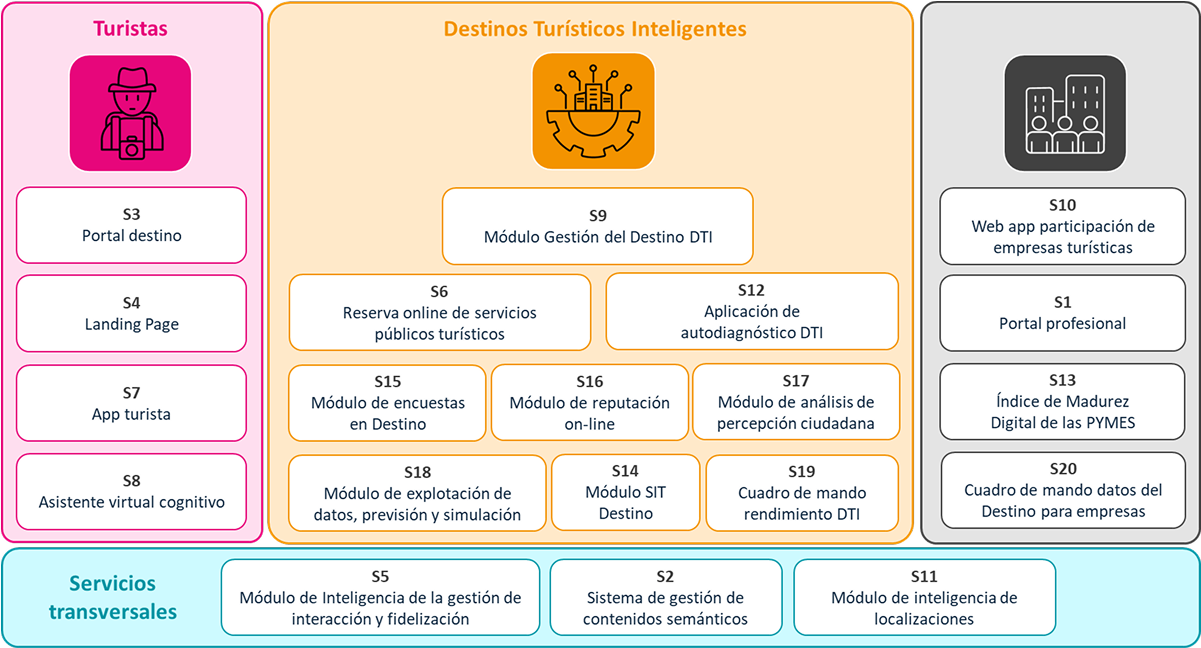 Turistas
S3
Portal destino
S4
Landing Page
S7
App turista
S8
Asistente virtual cognitivo
Destinos Turísticos Inteligentes
S9
Módulo Gestión del Destino DTI
S6
Reserva online de servicios
públicos turísticos
S12
Aplicación de
autodiagnóstico DTI
S15
Módulo de encuestas
en Destino
S16
Módulo de reputación
on-line
S17
Módulo de análisis de
percepción ciudadana
S18
Módulo de explotación de
datos, previsión y simulación
S14
Módulo SIT
Destino
S19
Cuadro de mando
rendimiento DTI
S10
Web app participación de
empresas turísticas
S1
Portal profesional
S13
Índice de Madurez
Digital de las PYMES
S20
Cuadro de mando datos del
Destino para empresas
Servicios
transversales
S5
Módulo de Inteligencia de la gestión de
interacción y fidelización
S2
Sistema de gestión de
contenidos semánticos
S11
Módulo de inteligencia de
localizaciones